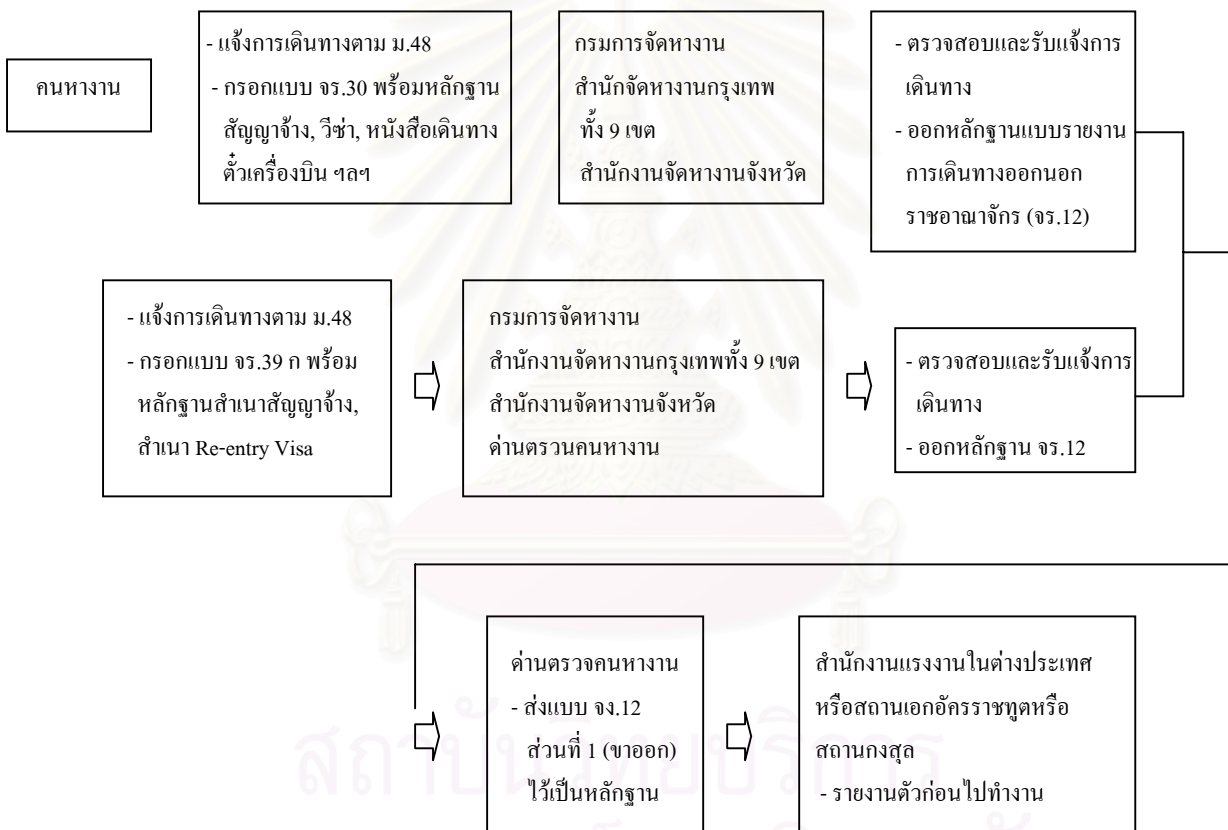 คนหางาน
- แจ้งการเดินทางตาม ม.48
- กรอกแบบ จร.30 พร้อมหลักฐาน
สัญญาจ้าง, วีซ่า, หนังสือเดินทาง
ตั๋วเครื่องบิน ฯลฯ
กรมการจัดหางาน
สำนักจัดหางานกรุงเทพ
ทั้ง 9 เขต
สำนักงานจัดหางานจังหวัด
- ตรวจสอบและรับแจ้งการ
เดินทาง
- ออกหลักฐานแบบรายงาน
การเดินทางออกนอก
ราชอาณาจักร (จร.12)
- แจ้งการเดินทางตาม ม.48
- กรอกแบบ จร.39 ก พร้อม
หลักฐานสำเนาสัญญาจ้าง,
สำเนา Re-entry Visa
กรมการจัดหางาน
สำนักงานจัดหางานกรุงเทพทั้ง 9 เขต
สำนักงานจัดหางานจังหวัด
ด่านตรวนคนหางาน
- ตรวจสอบและรับแจ้งการ
เดินทาง
- ออกหลักฐาน จร.12
ด่านตรวจคนหางาน
- ส่งแบบ จง.12
ส่วนที่ 1 (ขาออก)
ไว้เป็นหลักฐาน
สำนักงานแรงงานในต่างประเทศ
หรือสถานเอกอัครราชทูตหรือ
สถานกงสุล
- รายงานตัวก่อนไปทำงาน
สถาบันวิทยบริการ